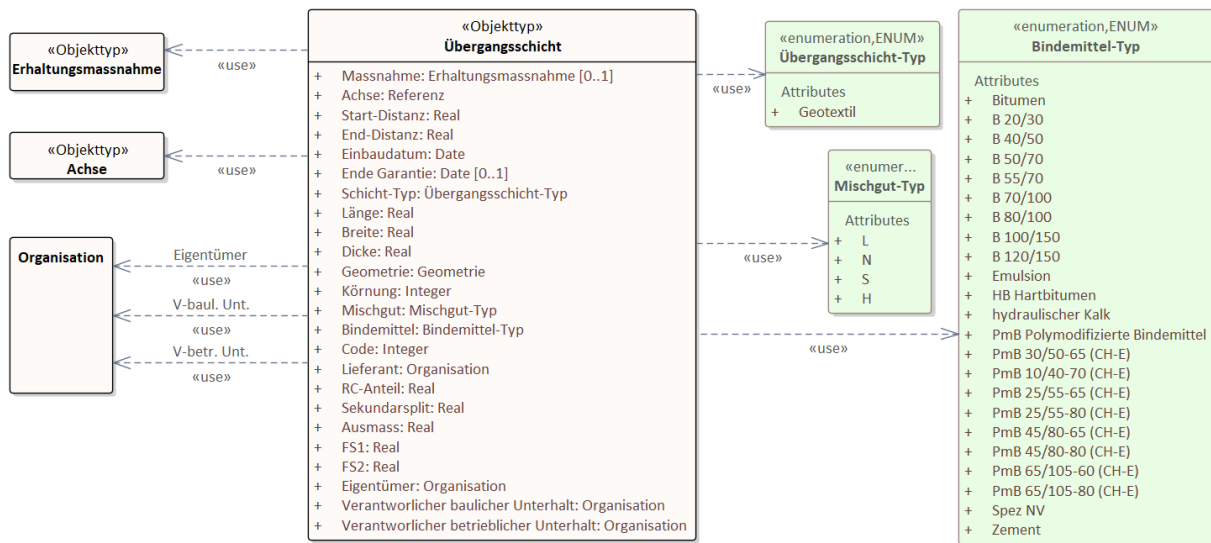 «Objekttyp»
Erhaltungsmassnahme
«use»
«Objekttyp»
Achse
«use»
Organisation
Eigentümer
«use»
V-baul. Unt.
«use»
V-betr. Unt.
«use»
«Objekttyp»
Übergangsschicht
+ Massnahme: Erhaltungsmassnahme [0..1]
+ Achse: Referenz
+ Start-Distanz: Real
+ End-Distanz: Real
+ Einbaudatum: Date
+ Ende Garantie: Date [0..1]
+ Schicht-Typ: Übergangsschicht-Typ
+ Länge: Real
+ Breite: Real
+ Dicke: Real
+ Geometrie: Geometrie
+ Körnung: Integer
+ Mischgut: Mischgut-Typ
+ Bindemittel: Bindemittel-Typ
+ Code: Integer
+ Lieferant: Organisation
+ RC-Anteil: Real
+ Sekundarsplit: Real
+ Ausmass: Real
+ FS1: Real
+ FS2: Real
+ Eigentümer: Organisation
+ Verantworlicher baulicher Unterhalt: Organisation
+ Verantworlicher betrieblicher Unterhalt: Organisation
«use»
«enumeration,ENUM»
Übergangsschicht-Typ
Attributes
+ Geotextil
«use»
«enumer...
Mischgut-Typ
Attributes
+ L
+ N
+ S
+ H
«use»
«enumeration,ENUM»
Bindemittel-Typ
Attributes
+ Bitumen
+ B 20/30
+ B 40/50
+ B 50/70
+ B 55/70
+ B 70/100
+ B 80/100
+ B 100/150
+ B 120/150
+ Emulsion
+ HB Hartbitumen
+ hydraulischer Kalk
+ PmB Polymodifizierte Bindemittel
+ PmB 30/50-65 (CH-E)
+ PmB 10/40-70 (CH-E)
+ PmB 25/55-65 (CH-E)
+ PmB 25/55-80 (CH-E)
+ PmB 45/80-65 (CH-E)
+ PmB 45/80-80 (CH-E)
+ PmB 65/105-60 (CH-E)
+ PmB 65/105-80 (CH-E)
+ Spez NV
+ Zement